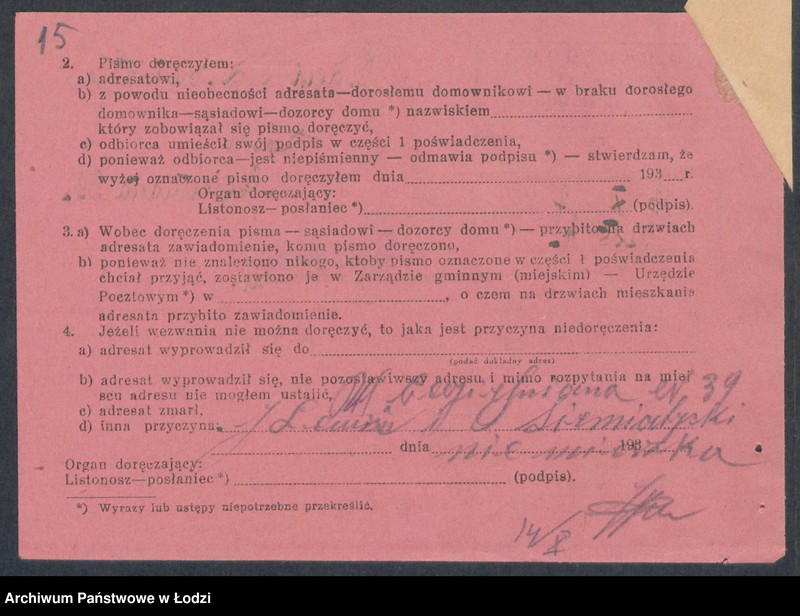 15
2. Pismo doręczyłem:
a) adresatowi,
b) z powodu nieobecności adresata—dorosłemu domownikowi — w braku dorosłego
domownika—sąsiadowi—dozorcy domu *) nazwiskiem
który zobowiązał się pismo doręczyć,
c) odbiorca umieścił swój podpis w części 1 poświadczenia,
d) ponieważ odbiorca—jest niepiśmienny — odmawia podpisu *) — stwierdzam, że
wyżej oznaczone pismo doręczyłem dnia 193 r.
Organ doręczający:
Listonosz—posłaniec *) (podpis).
3. a) Wobec doręczenia pisma — sąsiadowi — dozorcy domu *) — przybito na drzwiach
adresata zawiadomienie, komu pismo doręczono,
b) ponieważ nie znaleziono nikogo, ktoby pismo oznaczone w części 1 poświadczenia
chciał przyjąć, zostawiono je w Zarządzie gminnym (miejskim) — Urzędzie
Pocztowym *) w , o czem na drzwiach mieszkania
adresata przybito zawiadomienie.
4. Jeżeli wezwania nie można doręczyć, to jaka jest przyczyna niedoręczenia:
a) adresat wyprowadził się do
(podać dokładny adres)
b) adresat wyprowadził się, nie pozostawiwszy adresu, i mimo rozpytania na miej
scu adresu nie mogłem ustalić,
39
c) adresat zmarł,
d) inna przyczyna:
Siemiatycki
dnia 193
nie mieszka
Organ doręczający:
Listonosz—posłaniec *) (podpis).
*) Wyrazy lub ustępy niepotrzebne przekreślić.
14/X
Archiwum Państwowe w Łodzi